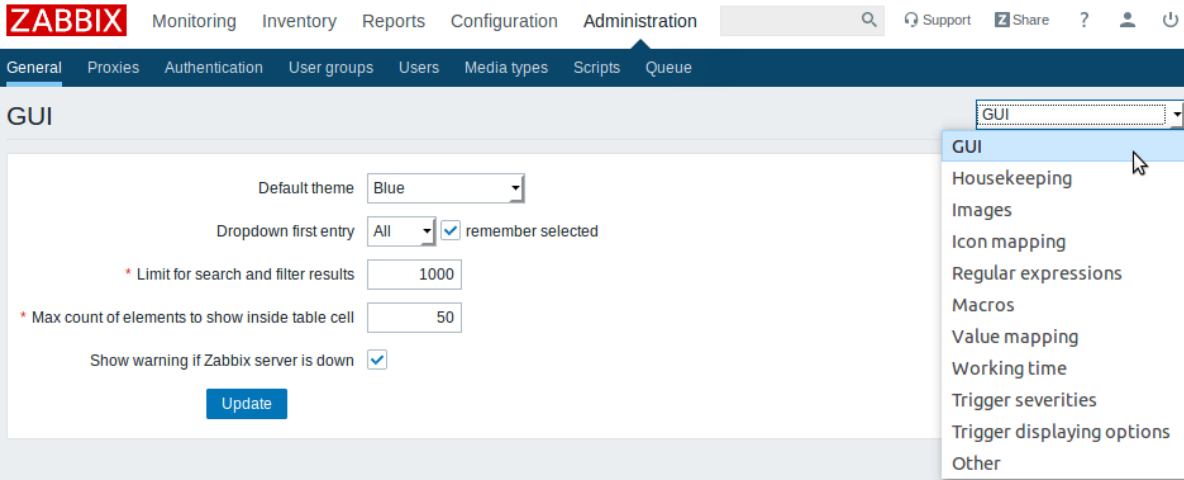 ZABBIX Monitoring Inventory Reports Configuration Administration Support Z Share ?
General Proxies Authentication User groups Users Media types Scripts Queue
GUI
GUI
GUI
Housekeeping
Images
Icon mapping
Regular expressions
Macros
Value mapping
Working time
Trigger severities
Trigger displaying options
Other
Default theme Blue
Dropdown first entry All remember selected
* Limit for search and filter results 1000
* Max count of elements to show inside table cell 50
Show warning if Zabbix server is down
Update